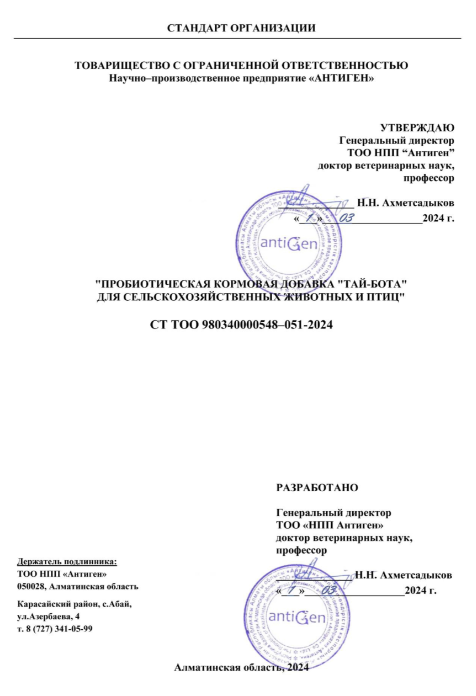 СТАНДАРТ ОРГАНИЗАЦИИ
ТОВАРИЩЕСТВО С ОГРАНИЧЕННОЙ ОТВЕТСТВЕННОСТЬЮ
Научно–производственное предприятие «АНТИГЕН»
УТВЕРЖДАЮ
Генеральный директор
ТОО НПП “Антиген”
доктор ветеринарных наук,
профессор
Н.Н. Ахметсадыков
« 1 » 03 2024 г.
antiGen
"ПРОБИОТИЧЕСКАЯ КОРМОВАЯ ДОБАВКА "ТАЙ-БОТА"
ДЛЯ СЕЛЬСКОХОЗЯЙСТВЕННЫХ ЖИВОТНЫХ И ПТИЦ"
СТ ТОО 980340000548–051-2024
РАЗРАБОТАНО
Генеральный директор
ТОО «НПП Антиген»
доктор ветеринарных наук,
профессор
Н.Н. Ахметсадыков
« 1 » 03 2024 г.
antiGen
Держатель подлинника:
ТОО НПП «Антиген»
050028, Алматинская область
Карасайский район, с.Абай,
ул.Азербаева, 4
т. 8 (727) 341-05-99
Алматинская область, 2024